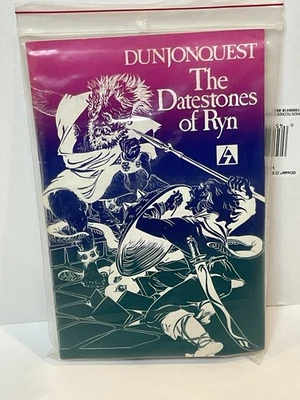 DUNJONQUEST
The
Datestones
of Ryn